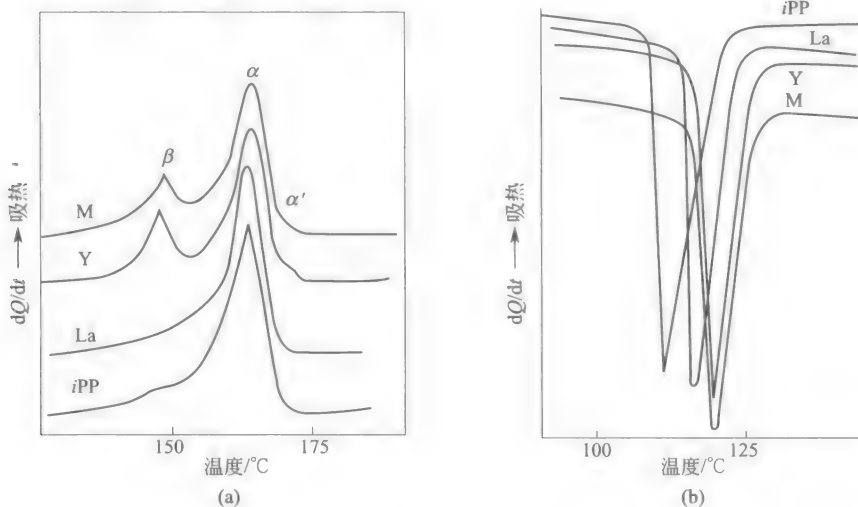 α
β
α′
M
Y
La
iPP
dQ/dt → 吸热
150
175
温度/℃
(a)
iPP
La
Y
M
dQ/dt → 吸热
100
125
温度/℃
(b)